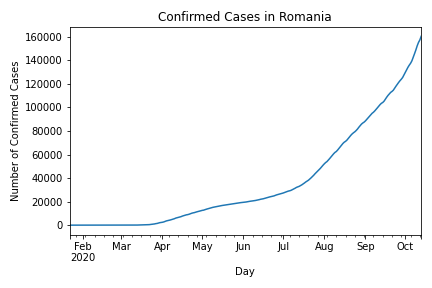 Confirmed Cases in Romania
Number of Confirmed Cases
160000
140000
120000
100000
80000
60000
40000
20000
0
Feb Mar Apr May Jun Jul Aug Sep Oct
2020
Day